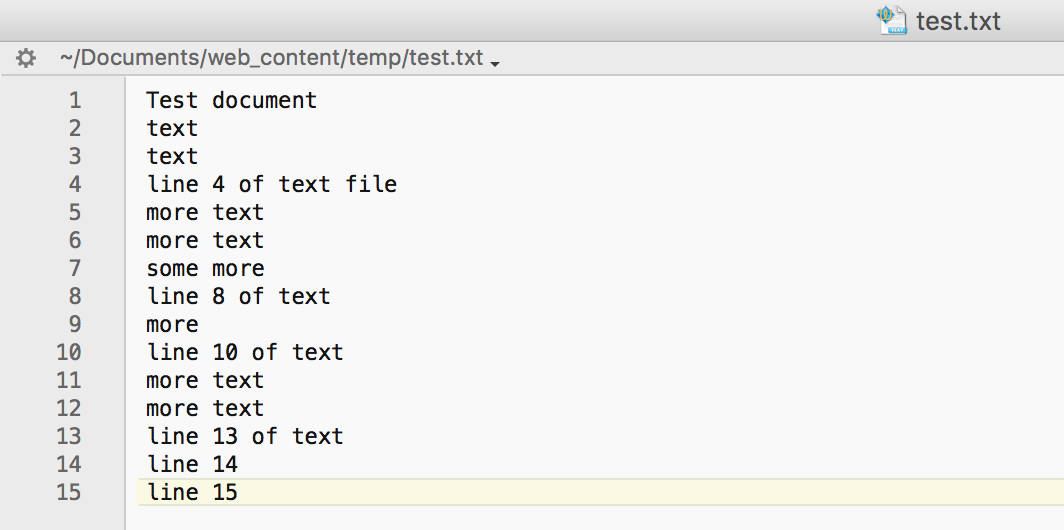 test.txt
~/Documents/web_content/temp/test.txt
1 Test document
2 text
3 text
4 line 4 of text file
5 more text
6 more text
7 some more
8 line 8 of text
9 more
10 line 10 of text
11 more text
12 more text
13 line 13 of text
14 line 14
15 line 15